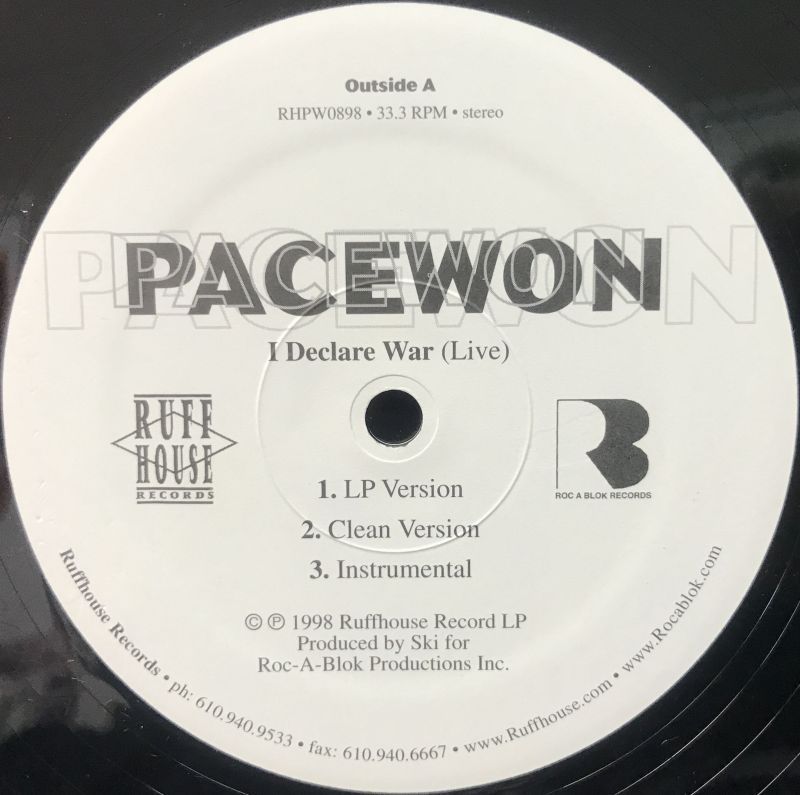 Outside A
RHPW0898 • 33.3 RPM • stereo
PACEWON
I Declare War (Live)
RUFF
HOUSE
RECORDS
RB
ROC A BLOK RECORDS
1. LP Version
2. Clean Version
3. Instrumental
© ℗ 1998 Ruffhouse Record LP
Produced by Ski for
Roc-A-Blok Productions Inc.
Ruffhouse Records • ph: 610.940.9533 • fax: 610.940.6667 • www.Ruffhouse.com • www.Rocablok.com